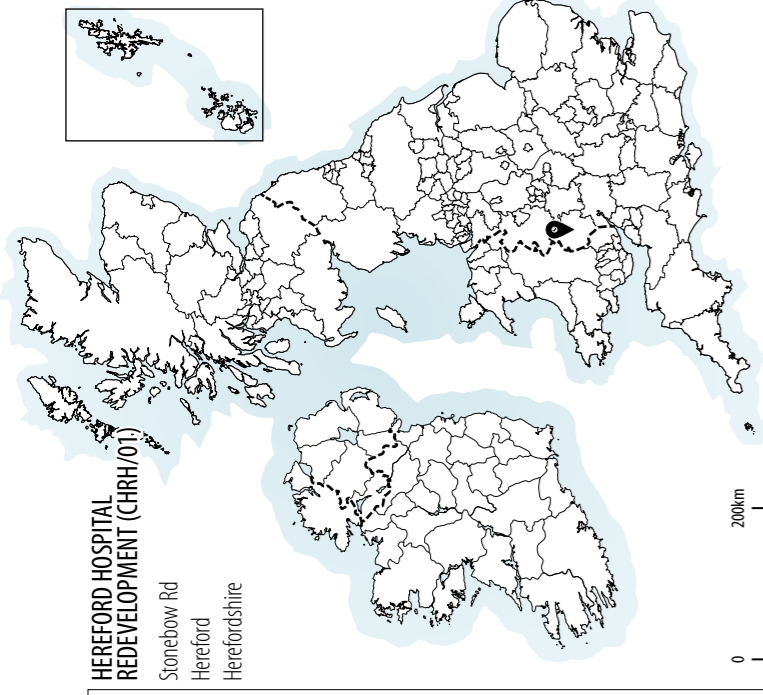 HEREFORD HOSPITAL
REDEVELOPMENT (CHRH/01)
Stonebow Rd
Hereford
Herefordshire
0
200km